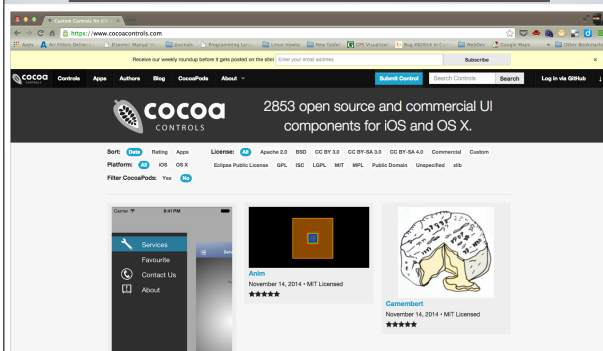 Custom Controls for iOS
https://www.cocoacontrols.com
Apps An Filters Delivere Elsevier Manual Journals Programming Lang Linux Howto New folder GPS Visualizer Bug #82024 in C WebDev Google Maps » Other Bookmarks
Receive our weekly roundup before it gets posted on the site! Enter your email address Subscribe ×
COCOA CONTROLS Controls Apps Authors Blog CocoaPods About Submit Control Search Controls Search Log in via GitHub
COCOA CONTROLS
2853 open source and commercial UI
components for iOS and OS X.
Sort: Date Rating Apps License: All Apache 2.0 BSD CC BY 3.0 CC BY-SA 3.0 CC BY-SA 4.0 Commercial Custom
Platform: All iOS OS X Eclipse Public License GPL ISC LGPL MIT MPL Public Domain Unspecified zlib
Filter CocoaPods: Yes No
Carrier 6:41 PM
Services
Favourite
Contact Us
About
Anim
November 14, 2014 • MIT Licensed
★★★★★
Camembert
November 14, 2014 • MIT Licensed
★★★★★